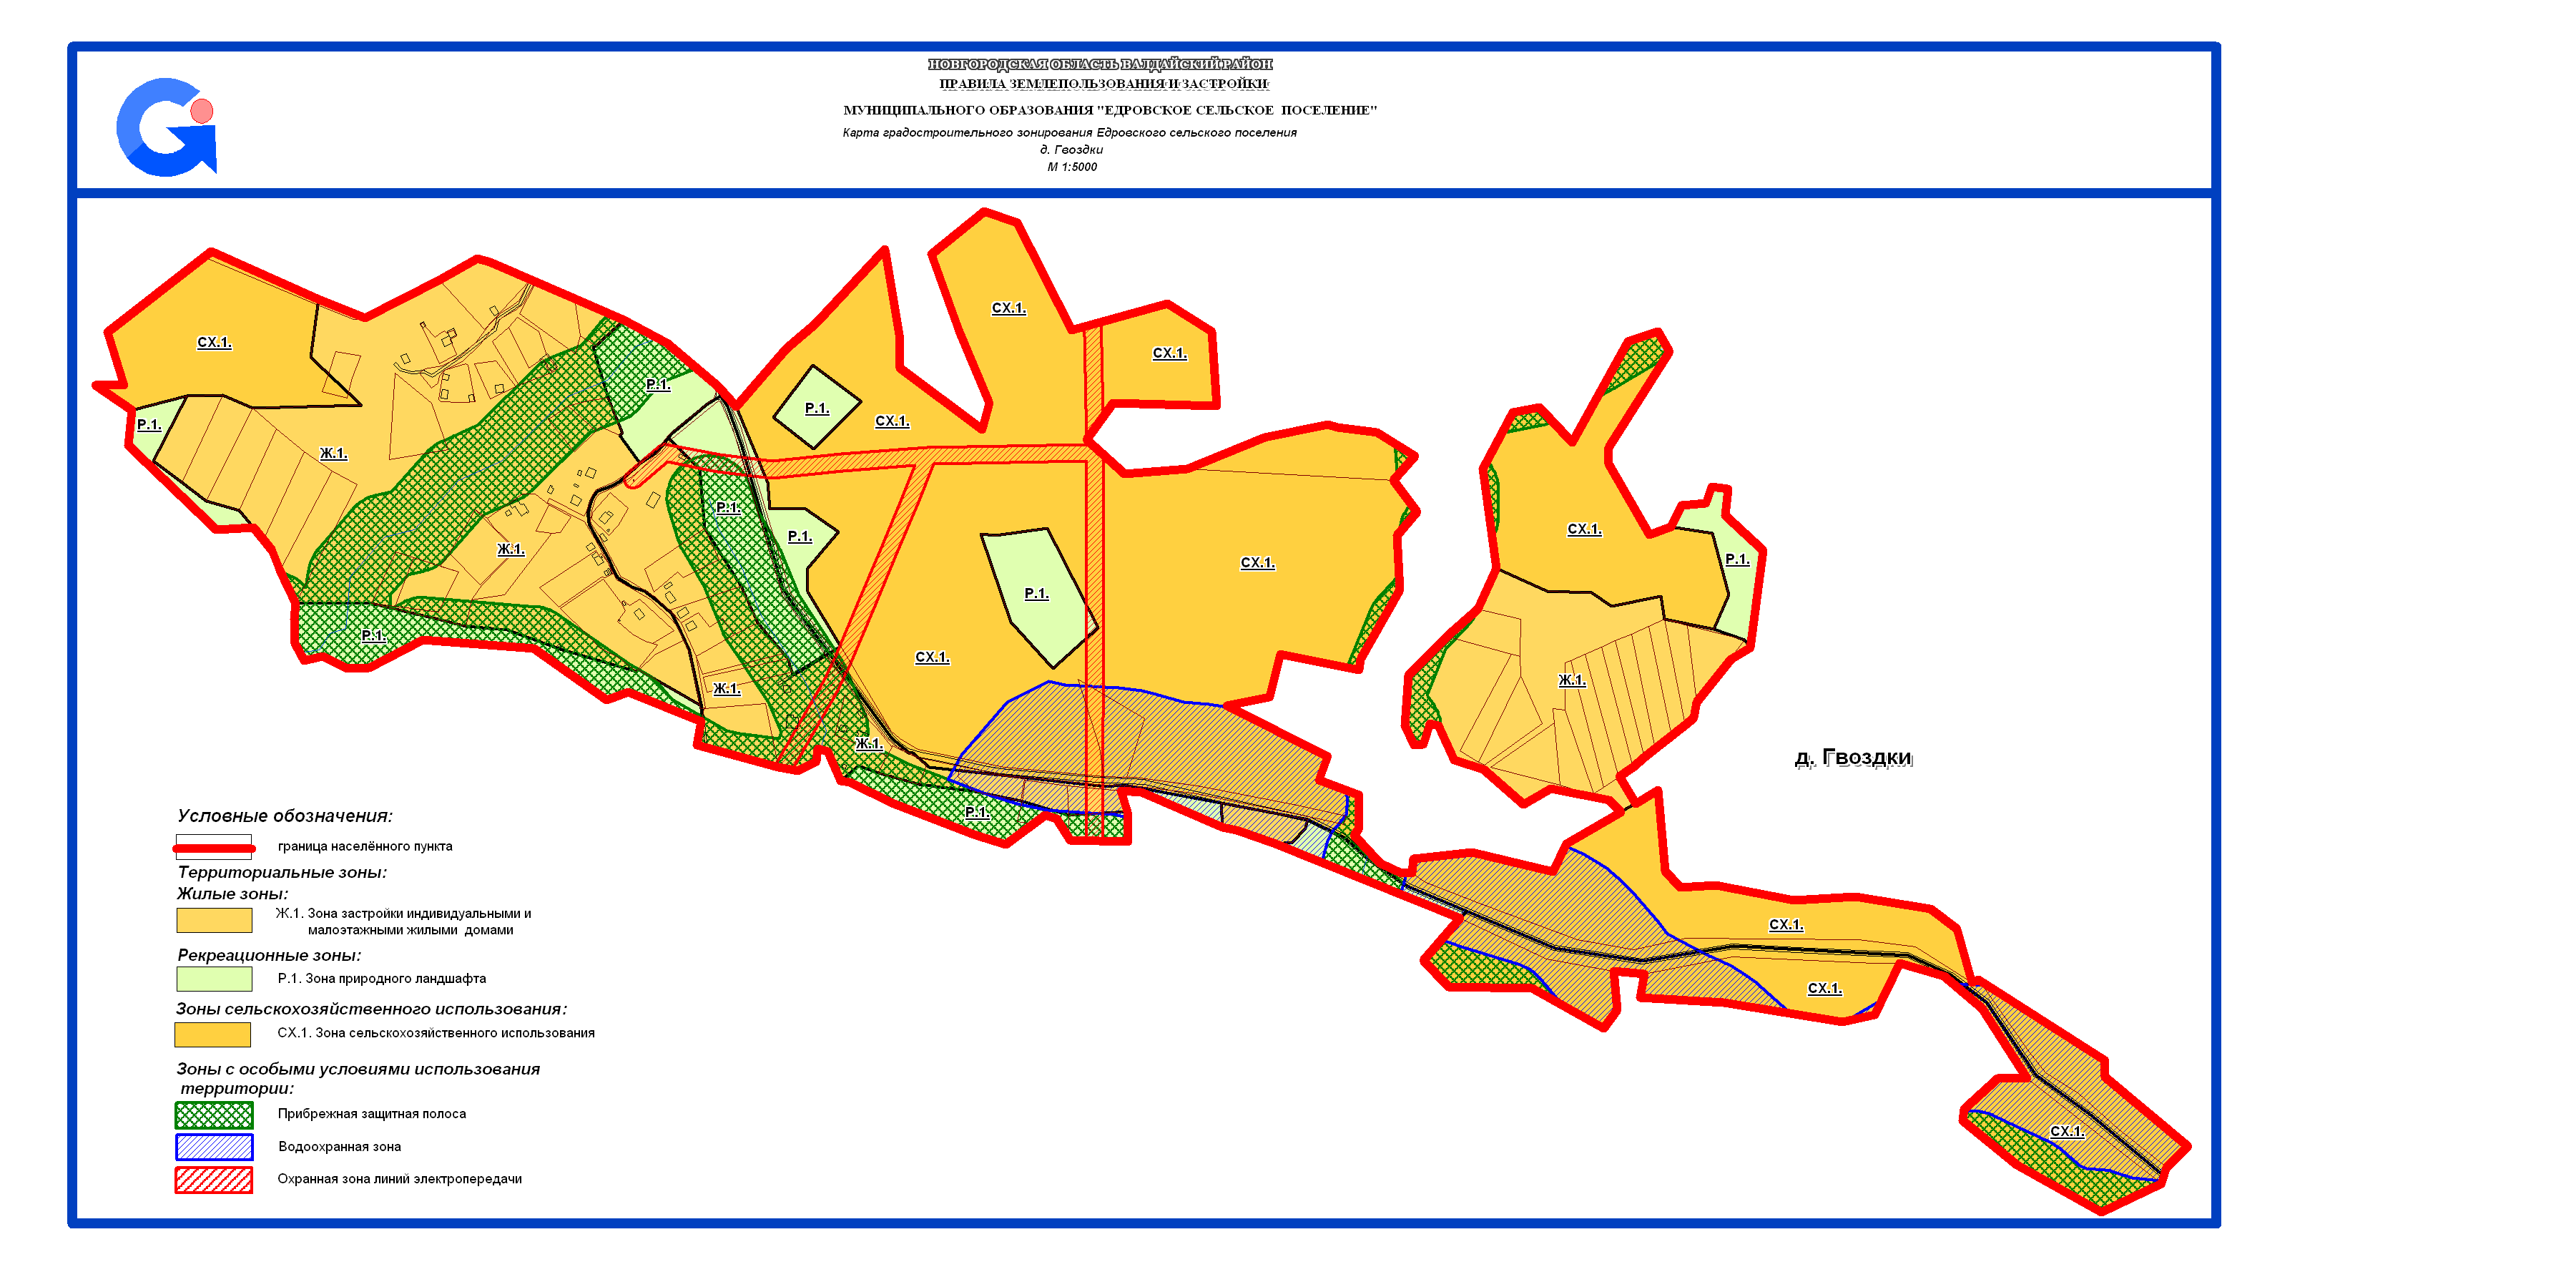 НОВГОРОДСКАЯ ОБЛАСТЬ ВАЛДАЙСКИЙ РАЙОН
ПРАВИЛА ЗЕМЛЕПОЛЬЗОВАНИЯ И ЗАСТРОЙКИ
МУНИЦИПАЛЬНОГО ОБРАЗОВАНИЯ "ЕДРОВСКОЕ СЕЛЬСКОЕ ПОСЕЛЕНИЕ"
Карта градостроительного зонирования Едровского сельского поселения
д. Гвоздки
М 1:5000
СХ.1.
СХ.1.
СХ.1.
Р.1.
Р.1.
СХ.1.
Р.1.
Ж.1.
Р.1.
СХ.1.
Ж.1.
Р.1.
СХ.1.
Р.1.
Р.1.
Р.1.
СХ.1.
Ж.1.
Ж.1.
Ж.1.
д. Гвоздки
Р.1.
СХ.1.
СХ.1.
СХ.1.
Условные обозначения:
граница населённого пункта
Территориальные зоны:
Жилые зоны:
Ж.1. Зона застройки индивидуальными и
малоэтажными жилыми домами
Рекреационные зоны:
Р.1. Зона природного ландшафта
Зоны сельскохозяйственного использования:
СХ.1. Зона сельскохозяйственного использования
Зоны с особыми условиями использования
территории:
Прибрежная защитная полоса
Водоохранная зона
Охранная зона линий электропередачи